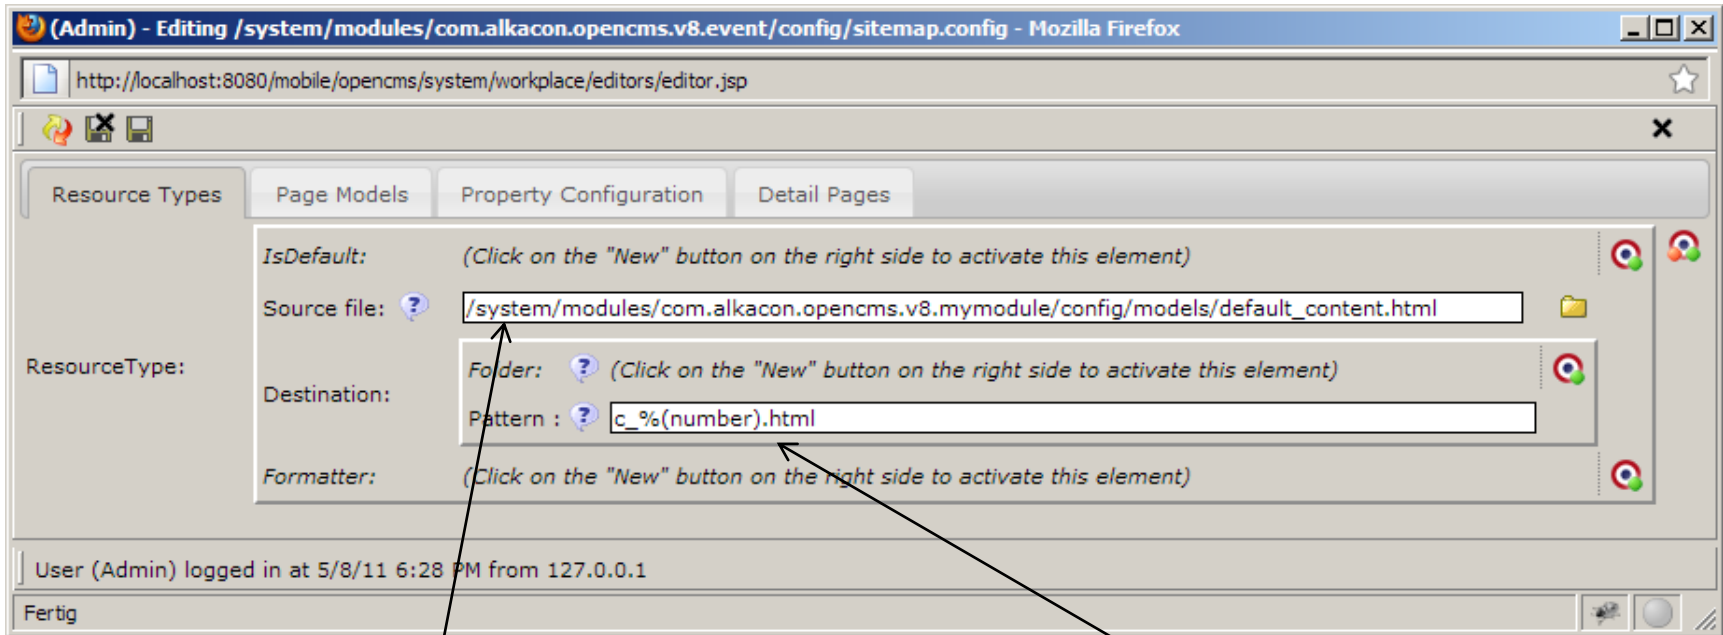 (Admin) - Editing /system/modules/com.alkacon.opencms.v8.event/config/sitemap.config - Mozilla Firefox
http://localhost:8080/mobile/opencms/system/workplace/editors/editor.jsp
Resource Types Page Models Property Configuration Detail Pages
IsDefault: (Click on the "New" button on the right side to activate this element)
Source file: ? /system/modules/com.alkacon.opencms.v8.mymodule/config/models/default_content.html
ResourceType:
Folder: ? (Click on the "New" button on the right side to activate this element)
Destination:
Pattern : ? c_%(number).html
Formatter: (Click on the "New" button on the right side to activate this element)
User (Admin) logged in at 5/8/11 6:28 PM from 127.0.0.1
Fertig